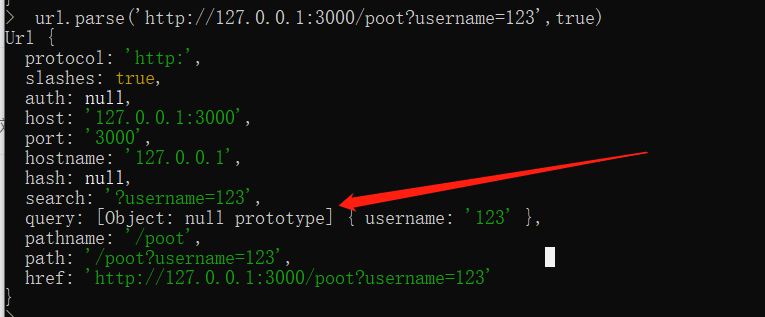 > url.parse('http://127.0.0.1:3000/poot?username=123',true)
Url {
  protocol: 'http:',
  slashes: true,
  auth: null,
  host: '127.0.0.1:3000',
  port: '3000',
  hostname: '127.0.0.1',
  hash: null,
  search: '?username=123',
  query: [Object: null prototype] { username: '123' },
  pathname: '/poot',
  path: '/poot?username=123',
  href: 'http://127.0.0.1:3000/poot?username=123'
}